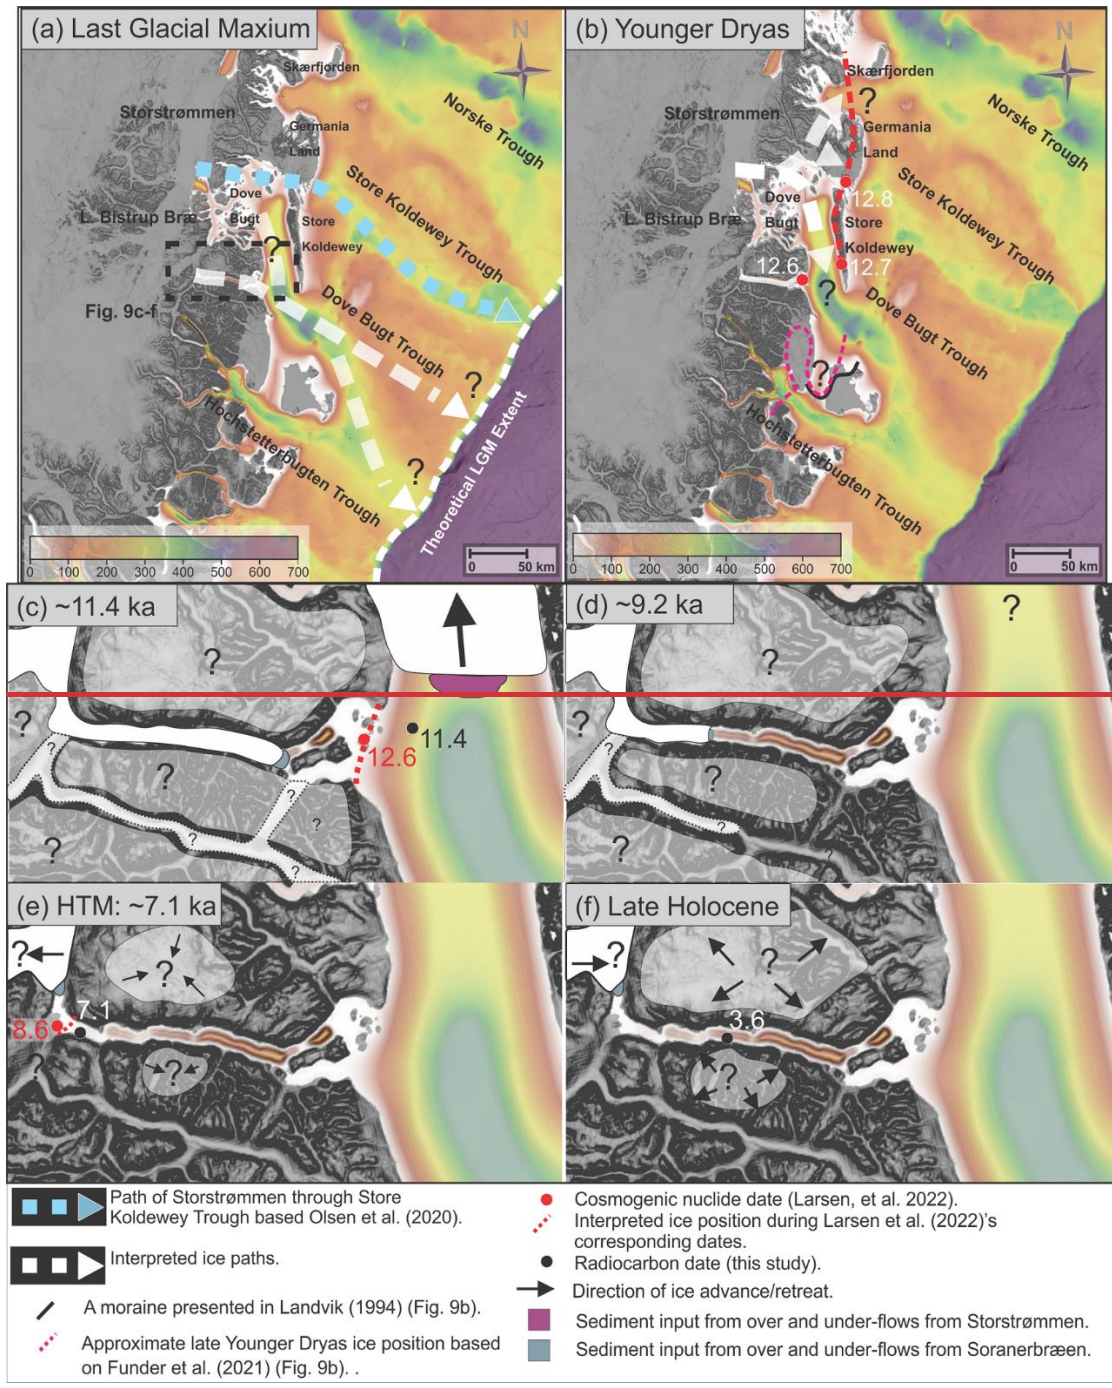 (a) Last Glacial Maxium
N
Skærfjorden
Storstrømmen
Norske Trough
Germania
Land
Store Koldewey Trough
Dove
Bugt
L. Bistrup Bræ
Store
Koldewey
?
Fig. 9c-f
Dove Bugt Trough
?
Hochstetterbugten Trough
?
Theoretical LGM Extent
0 100 200 300 400 500 600 700
0 50 km
(b) Younger Dryas
N
Skærfjorden
?
Storstrømmen
Norske Trough
Germania
Land
Store Koldewey Trough
12.8
Dove
Bugt
L. Bistrup Bræ
Store
Koldewey
12.6
12.7
?
Dove Bugt Trough
?
Hochstetterbugten Trough
0 100 200 300 400 500 600 700
0 50 km
(c) ~11.4 ka
?
?
12.6
11.4
?
?
?
?
?
?
?
?
(d) ~9.2 ka
?
?
?
?
?
?
?
?
(e) HTM: ~7.1 ka
?
?
7.1
8.6
?
?
(f) Late Holocene
?
?
3.6
?
Path of Storstrømmen through Store
Koldewey Trough based Olsen et al. (2020).
Interpreted ice paths.
A moraine presented in Landvik (1994) (Fig. 9b).
Approximate late Younger Dryas ice position based
on Funder et al. (2021) (Fig. 9b). .
Cosmogenic nuclide date (Larsen, et al. 2022).
Interpreted ice position during Larsen et al. (2022)'s
corresponding dates.
Radiocarbon date (this study).
Direction of ice advance/retreat.
Sediment input from over and under-flows from Storstrømmen.
Sediment input from over and under-flows from Soranerbræen.